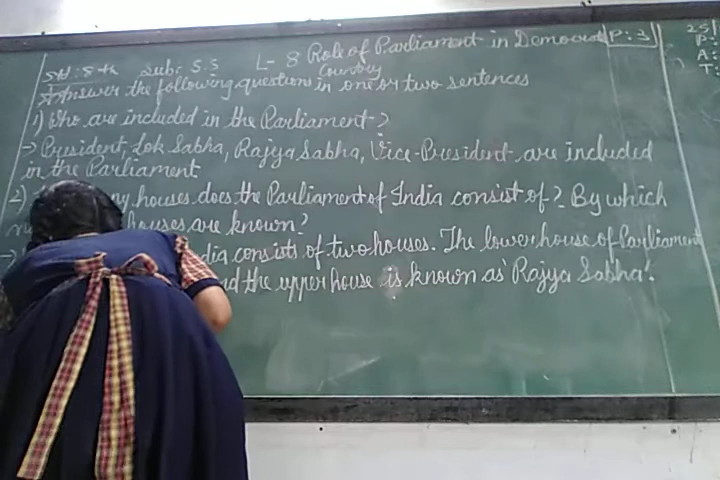 Std: 8th Sub: S.S L- 8 Role of Parliament in Democratic P: 3
Country
Answer the following questions in one or two sentences
1) Who are included in the Parliament?
→ President, Lok Sabha, Rajya Sabha, Vice-President are included
in the Parliament
2) houses does the Parliament of India consist of? By which
houses are known?
→ consists of two houses. The lower house of Parliament
the upper house is known as 'Rajya Sabha'.
25
P:
A:
T: